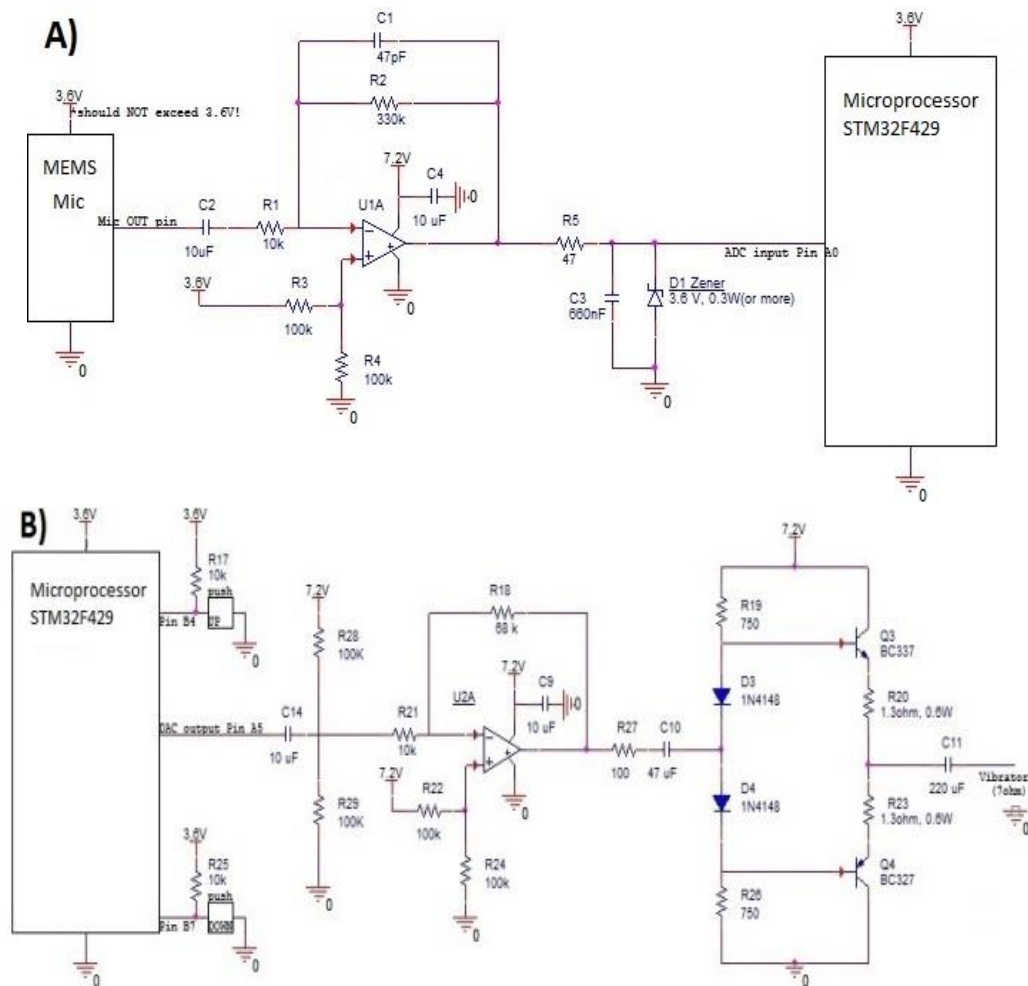 A)
3.6V
should NOT exceed 3.6V!
MEMS
Mic
Mic OUT pin
0
C2
10uF
R1
10k
C1
47pF
R2
330k
7.2V
C4
10 uF
0
U1A
0
3.6V
R3
100k
R4
100k
0
R5
47
C3
660nF
D1 Zener
3.6 V, 0.3W(or more)
0
ADC input Pin A0
3.6V
Microprocessor
STM32F429
0
B)
3.6V
Microprocessor
STM32F429
0
3.6V
R17
10k
push
UP
Pin B4
0
DAC output Pin A5
3.6V
R25
10k
push
DOWN
Pin B7
0
C14
10 uF
7.2V
R28
100K
R29
100K
0
R21
10k
R18
68 k
7.2V
C9
10 uF
0
U2A
0
7.2V
R22
100k
R24
100k
0
R27
100
C10
47 uF
7.2V
R19
750
D3
1N4148
D4
1N4148
R26
750
Q3
BC337
R20
1.3ohm, 0.6W
R23
1.3ohm, 0.6W
Q4
BC327
0
C11
220 uF
Vibrator
(7ohm)
0